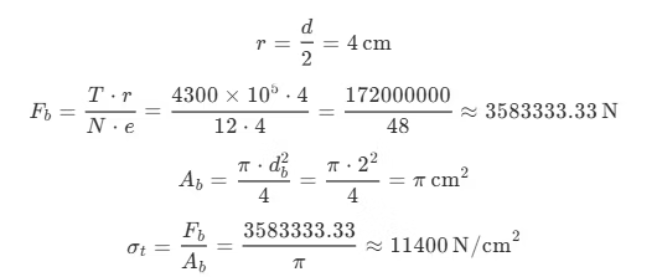 r = d/2 = 4 cm
F_b = (T · r)/(N · e) = (4300 × 10^5 · 4)/(12 · 4) = 172000000/48 ≈ 3583333.33 N
A_b = (π · d_b^2)/4 = (π · 2^2)/4 = π cm^2
σ_t = F_b/A_b = 3583333.33/π ≈ 11400 N/cm^2